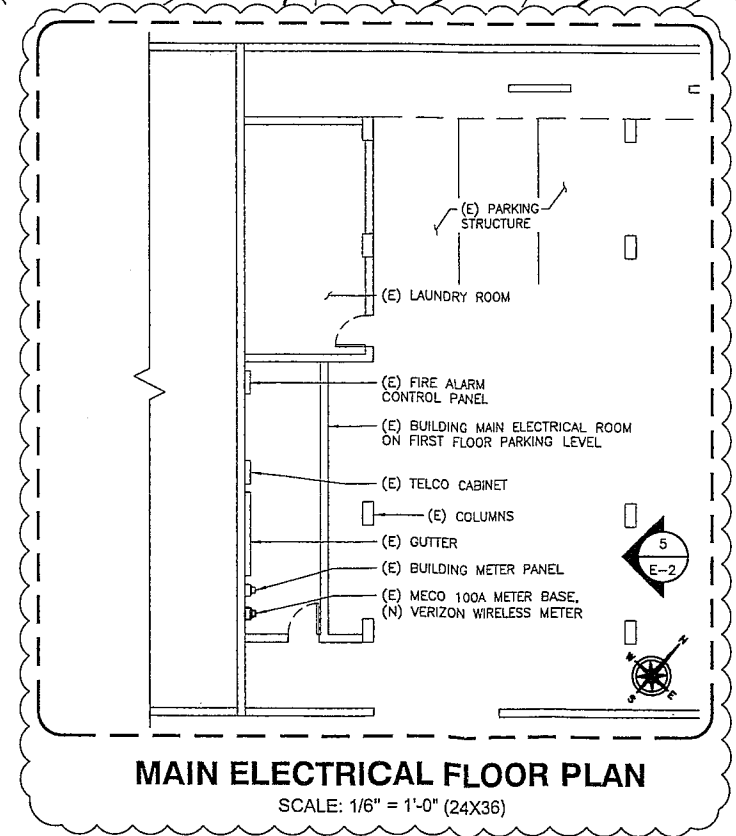 (E) PARKING
STRUCTURE
(E) LAUNDRY ROOM
(E) FIRE ALARM
CONTROL PANEL
(E) BUILDING MAIN ELECTRICAL ROOM
ON FIRST FLOOR PARKING LEVEL
(E) TELCO CABINET
(E) COLUMNS
(E) GUTTER
5
E-2
(E) BUILDING METER PANEL
(E) MECO 100A METER BASE,
(N) VERIZON WIRELESS METER
N
W
E
S
MAIN ELECTRICAL FLOOR PLAN
SCALE: 1/6" = 1'-0" (24X36)